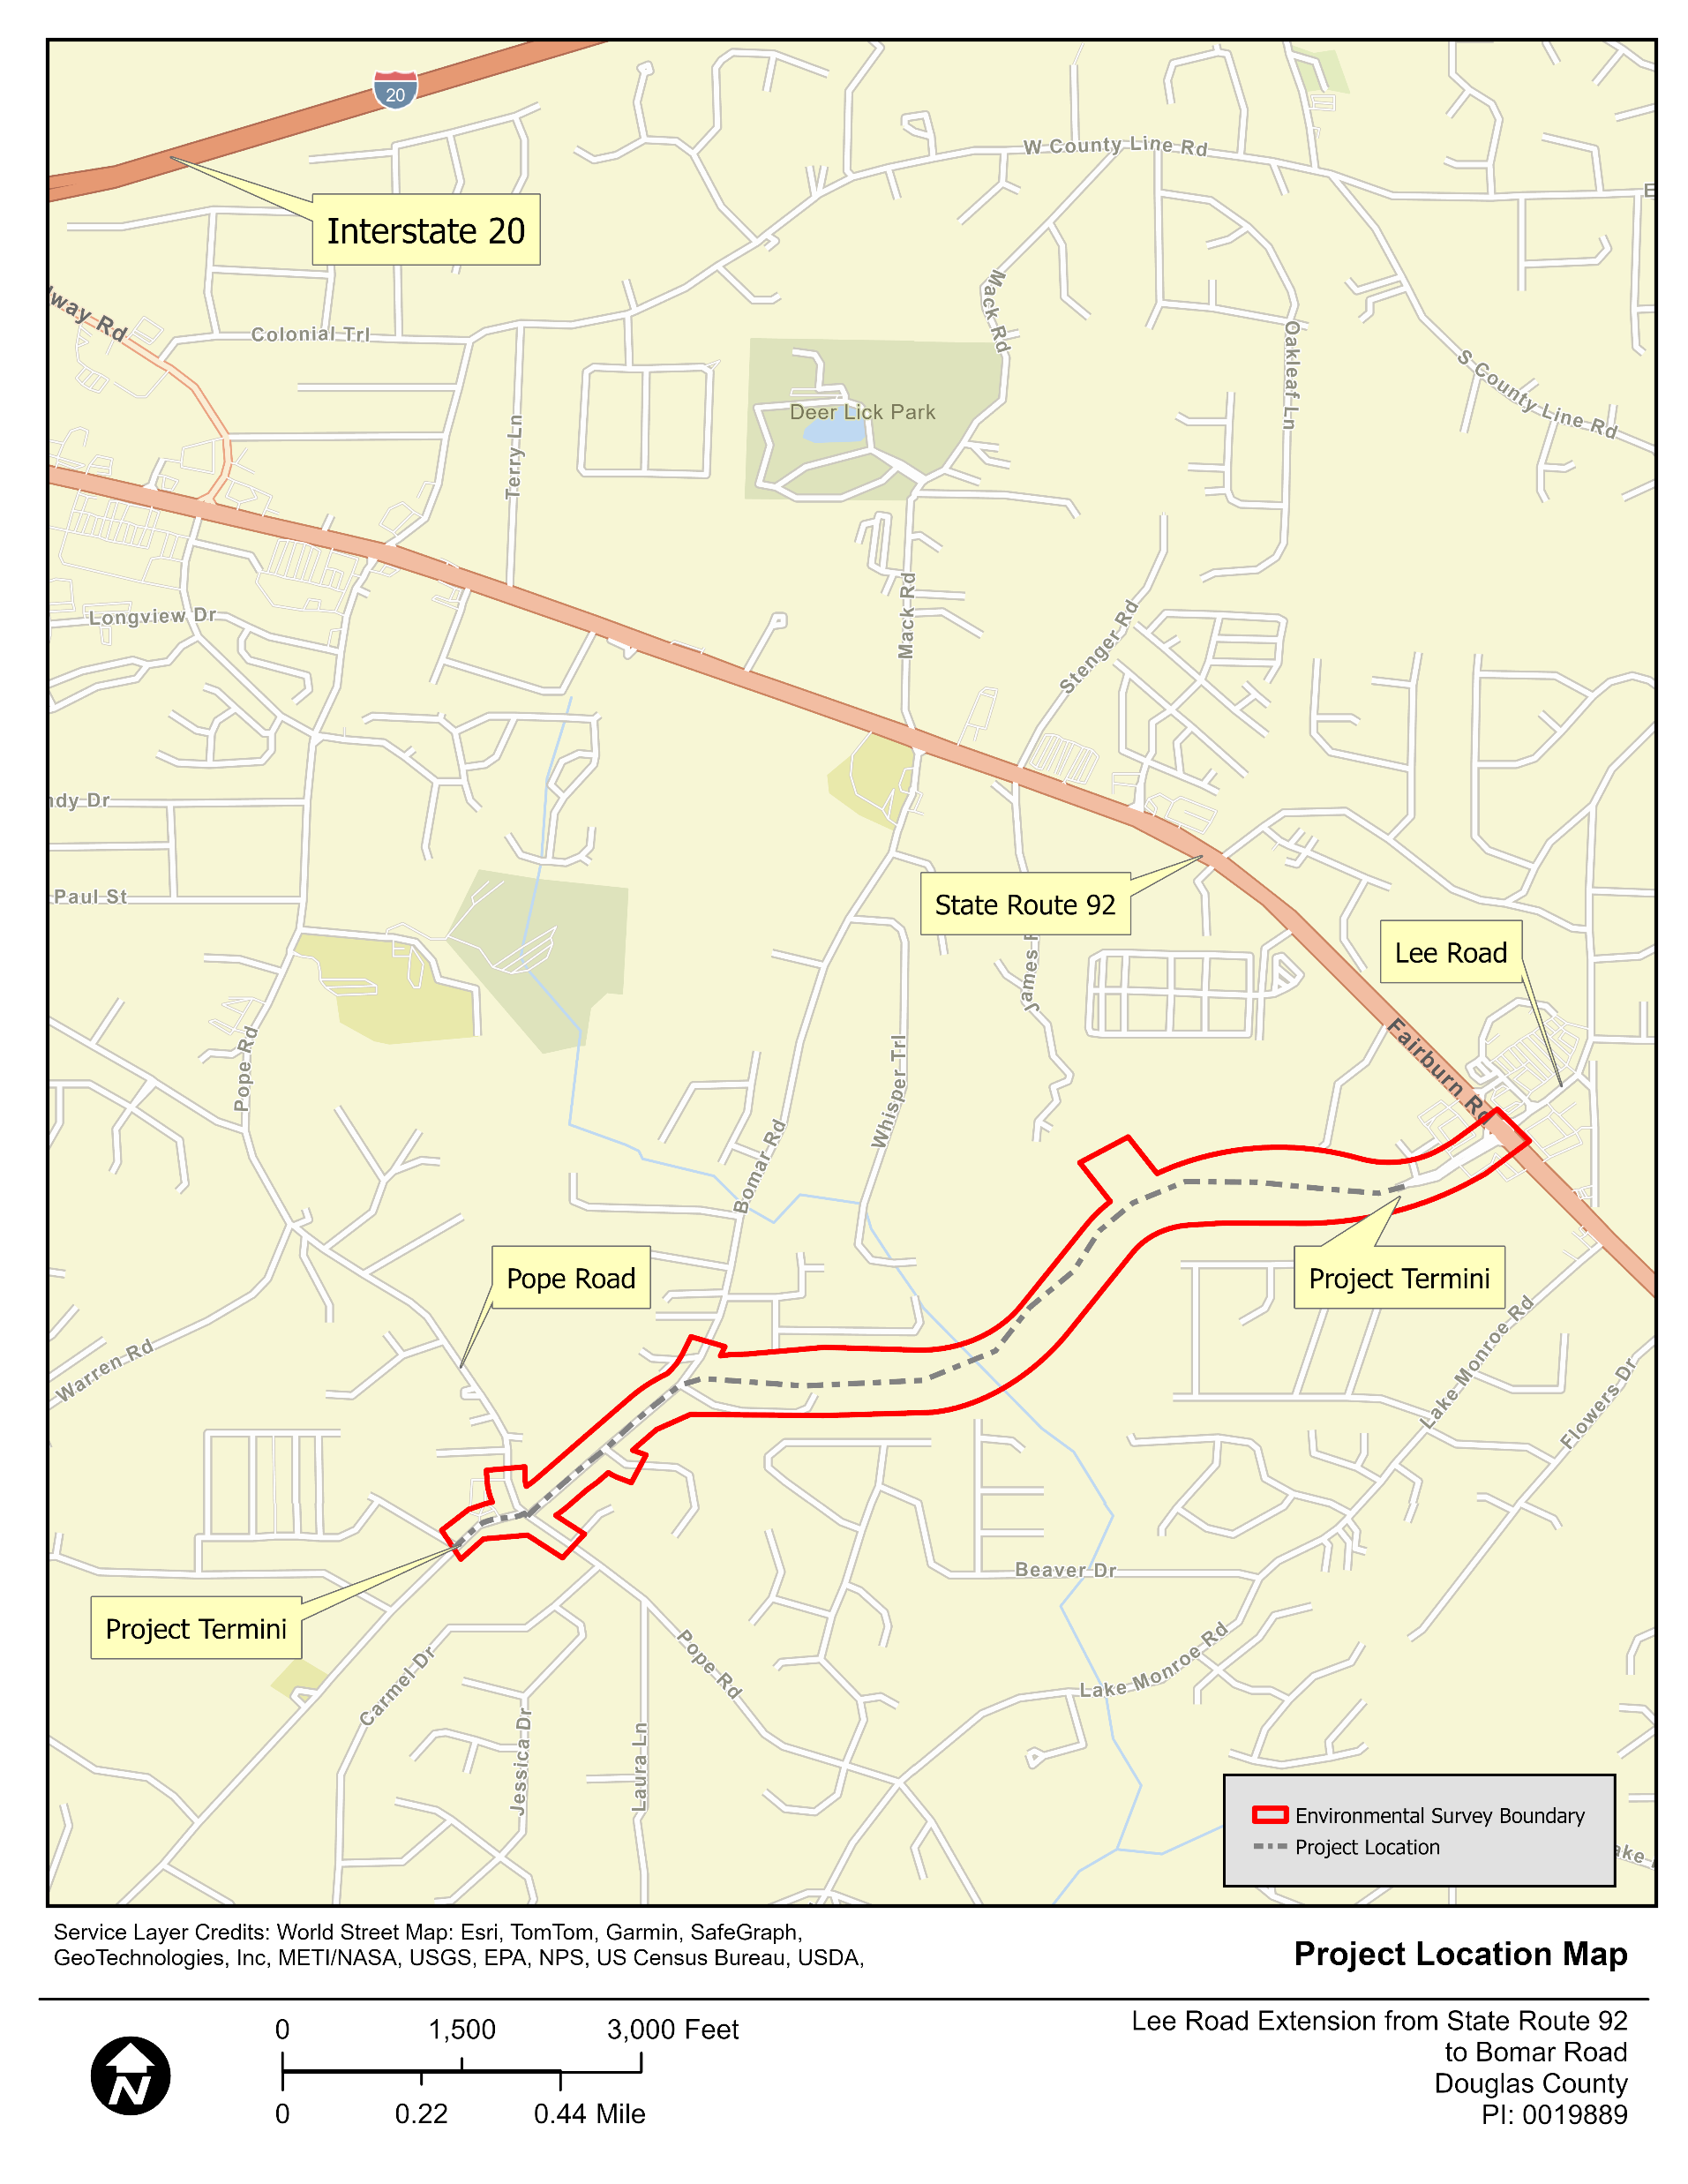 20
Interstate 20
W County Line Rd
Mack Rd
Colonial Trl
Oakleaf Ln
S County Line Rd
Deer Lick Park
Terry Ln
Longview Dr
Mack Rd
Stenger Rd
Paul St
State Route 92
Lee Road
James
Fairburn Rd
Pope Rd
Whisper Trl
Bomar Rd
Pope Road
Project Termini
Warren Rd
Lake Monroe Rd
Flowers Dr
Beaver Dr
Project Termini
Carmel Dr
Pope Rd
Lake Monroe Rd
Jessica Dr
Laura Ln
Environmental Survey Boundary
Project Location
Service Layer Credits: World Street Map: Esri, TomTom, Garmin, SafeGraph,
GeoTechnologies, Inc, METI/NASA, USGS, EPA, NPS, US Census Bureau, USDA,
Project Location Map
N
0 1,500 3,000 Feet
0 0.22 0.44 Mile
Lee Road Extension from State Route 92
to Bomar Road
Douglas County
PI: 0019889